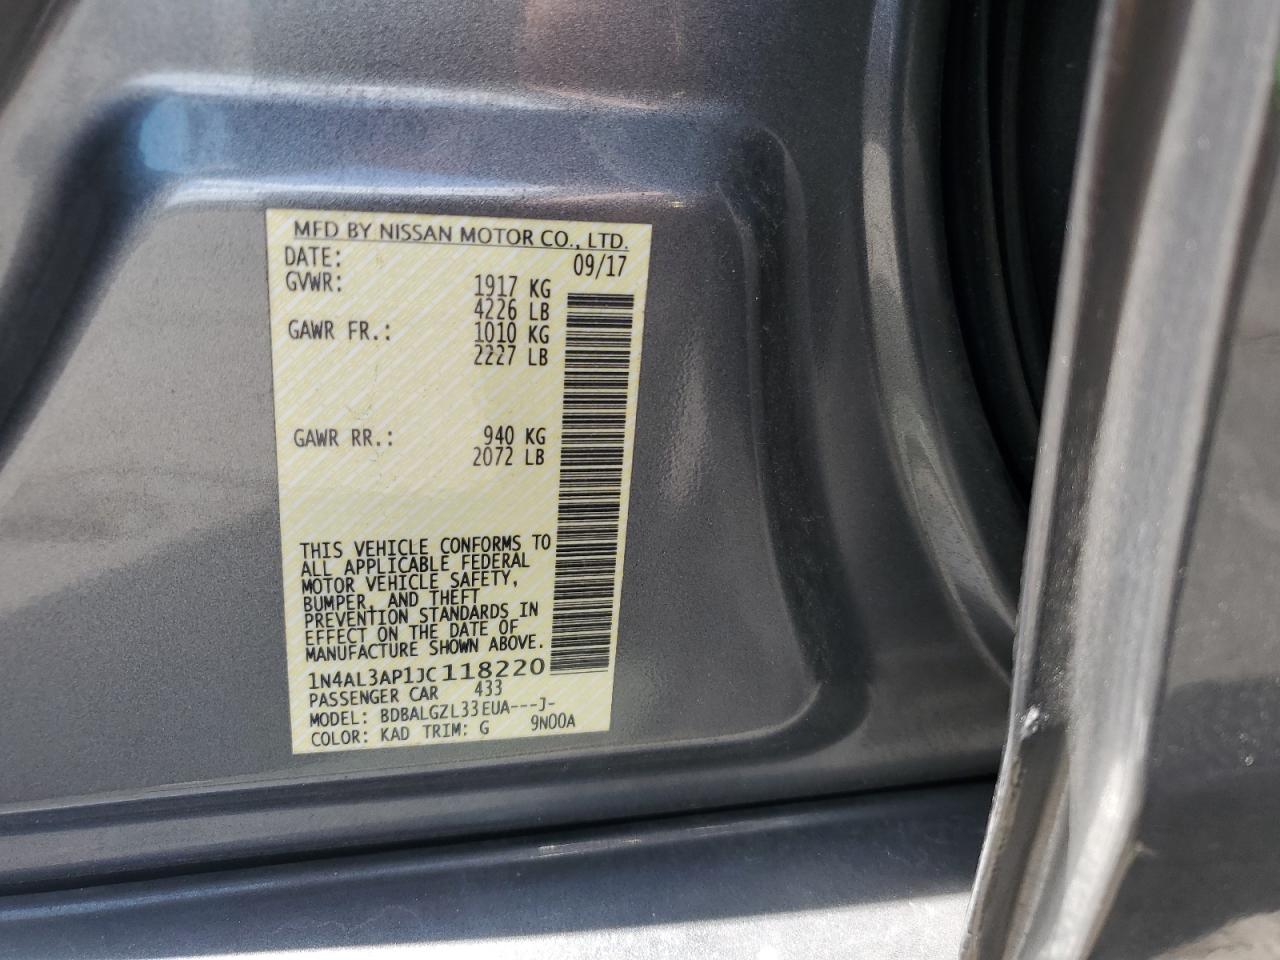 MFD BY NISSAN MOTOR CO., LTD.
DATE: 09/17
GVWR: 1917 KG
4226 LB
GAWR FR.: 1010 KG
2227 LB
GAWR RR.: 940 KG
2072 LB
THIS VEHICLE CONFORMS TO
ALL APPLICABLE FEDERAL
MOTOR VEHICLE SAFETY,
BUMPER, AND THEFT
PREVENTION STANDARDS IN
EFFECT ON THE DATE OF
MANUFACTURE SHOWN ABOVE.
1N4AL3AP1JC118220
PASSENGER CAR 433
MODEL: BDBALGZL33EUA---J-
COLOR: KAD TRIM: G 9N00A